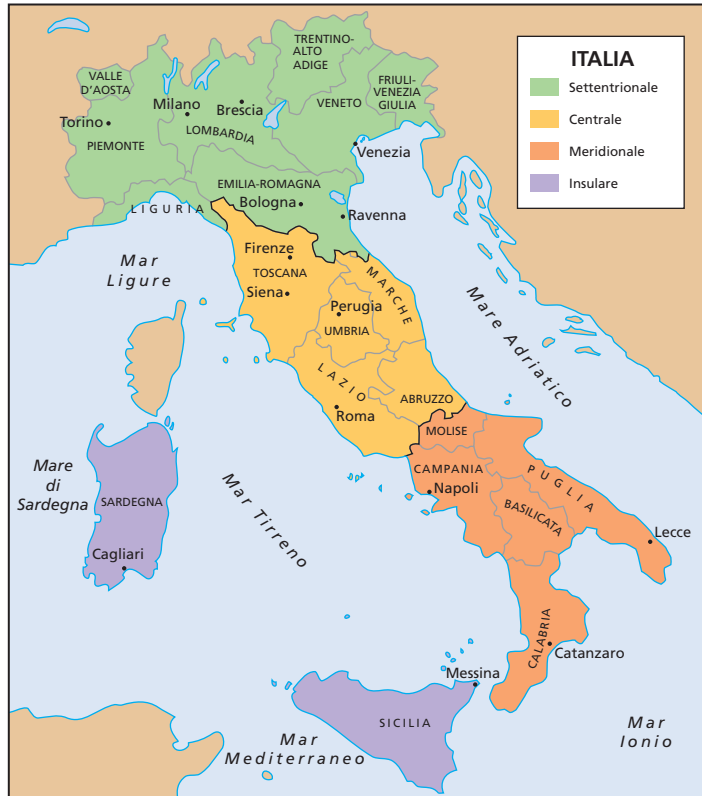 ITALIA
Settentrionale
Centrale
Meridionale
Insulare
TRENTINO-
ALTO
ADIGE
VALLE
D'AOSTA
FRIULI-
VENEZIA
GIULIA
Milano
Brescia
VENETO
Torino
LOMBARDIA
PIEMONTE
Venezia
EMILIA-ROMAGNA
Bologna
LIGURIA
Ravenna
Mar
Ligure
Firenze
TOSCANA
Siena
MARCHE
Perugia
UMBRIA
Mare Adriatico
LAZIO
ABRUZZO
Roma
MOLISE
Mare
di
Sardegna
SARDEGNA
Cagliari
Mar Tirreno
CAMPANIA
Napoli
PUGLIA
BASILICATA
Lecce
CALABRIA
Catanzaro
Messina
SICILIA
Mar
Mediterraneo
Mar
Ionio